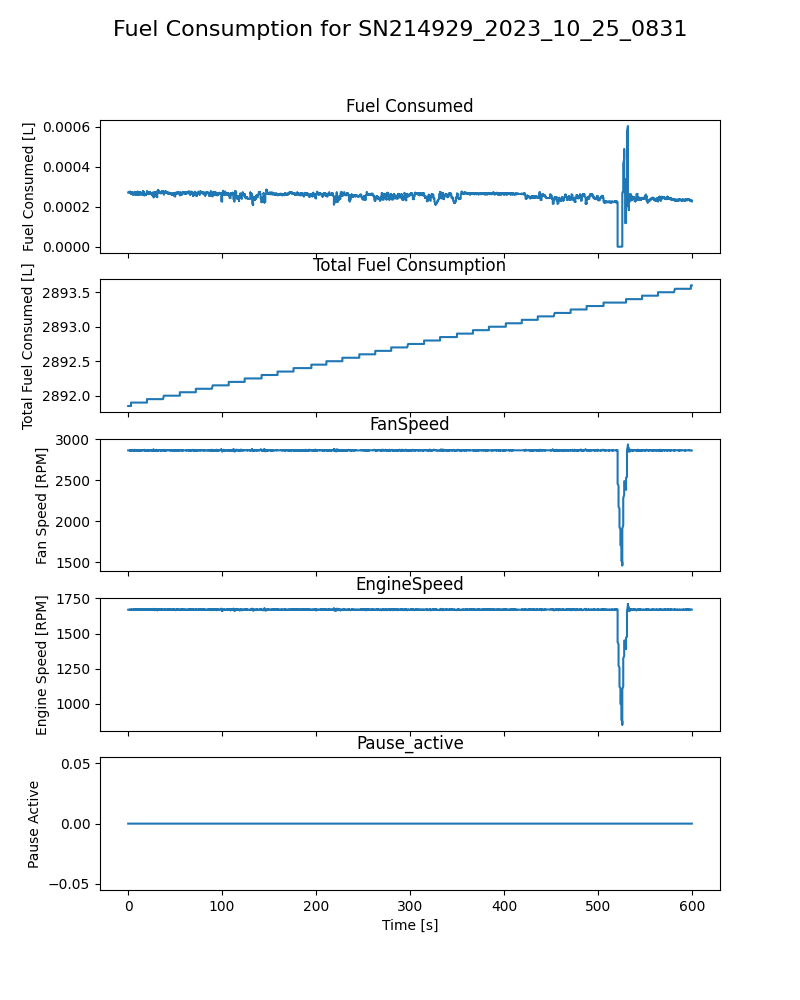 Fuel Consumption for SN214929_2023_10_25_0831
Fuel Consumed
Fuel Consumed [L]
0.0006
0.0004
0.0002
0.0000
Total Fuel Consumption
Total Fuel Consumed [L]
2893.5
2893.0
2892.5
2892.0
FanSpeed
Fan Speed [RPM]
3000
2500
2000
1500
EngineSpeed
Engine Speed [RPM]
1750
1500
1250
1000
Pause_active
Pause Active
0.05
0.00
−0.05
0 100 200 300 400 500 600
Time [s]